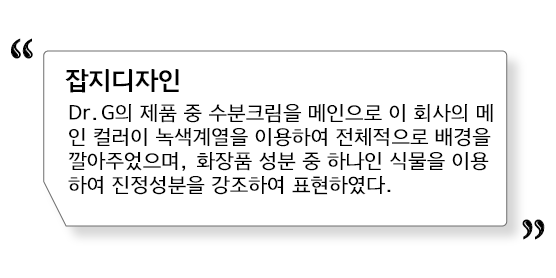 “
잡지디자인
Dr.G의 제품 중 수분크림을 메인으로 이 회사의 메
인 컬러이 녹색계열을 이용하여 전체적으로 배경을
깔아주었으며, 화장품 성분 중 하나인 식물을 이용
하여 진정성분을 강조하여 표현하였다.
”